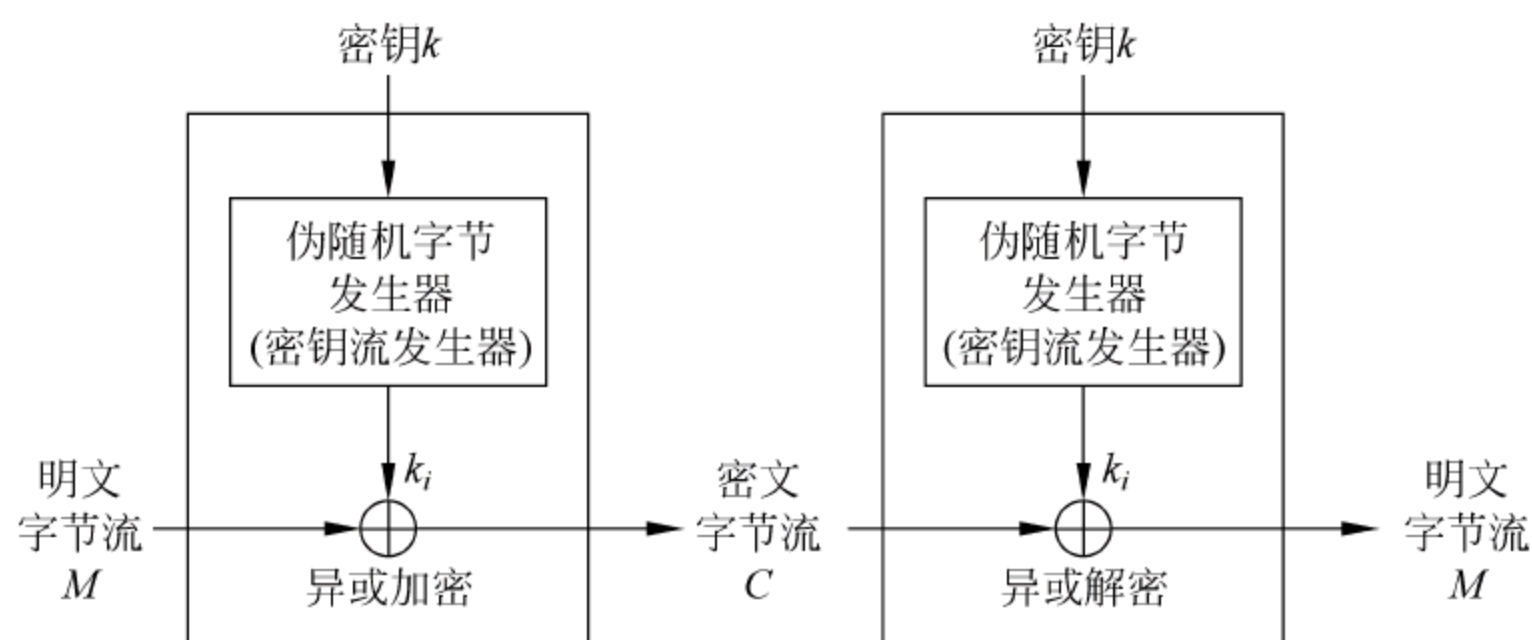 密钥k
密钥k
伪随机字节
发生器
(密钥流发生器)
伪随机字节
发生器
(密钥流发生器)
k_i
k_i
明文
字节流
M
异或加密
密文
字节流
C
异或解密
明文
字节流
M